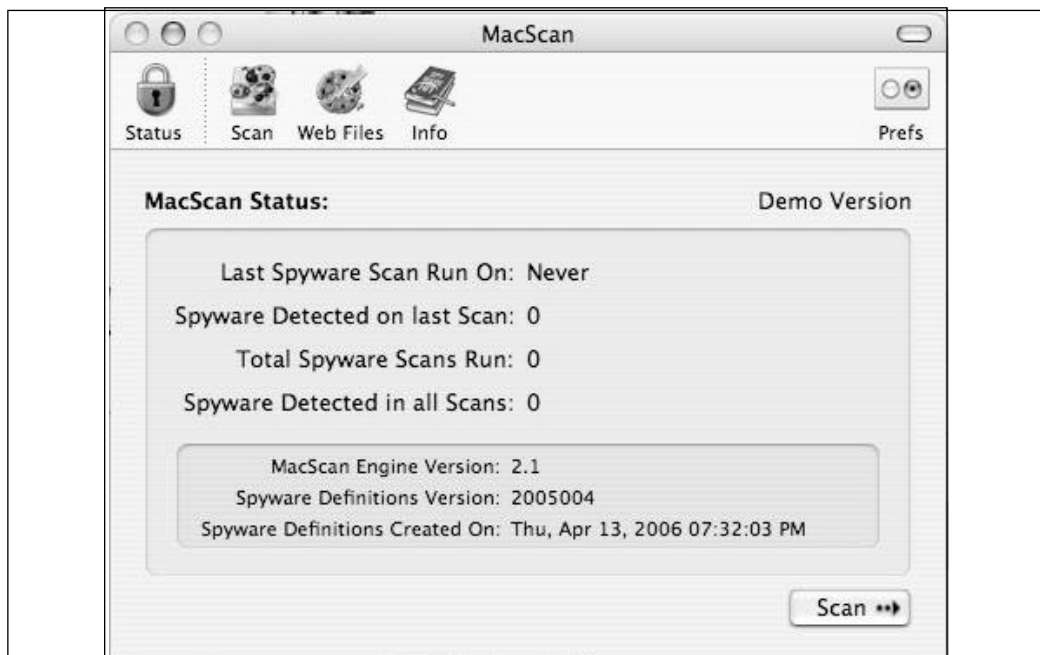 MacScan
Status Scan Web Files Info Prefs
MacScan Status: Demo Version
Last Spyware Scan Run On: Never
Spyware Detected on last Scan: 0
Total Spyware Scans Run: 0
Spyware Detected in all Scans: 0
MacScan Engine Version: 2.1
Spyware Definitions Version: 2005004
Spyware Definitions Created On: Thu, Apr 13, 2006 07:32:03 PM
Scan